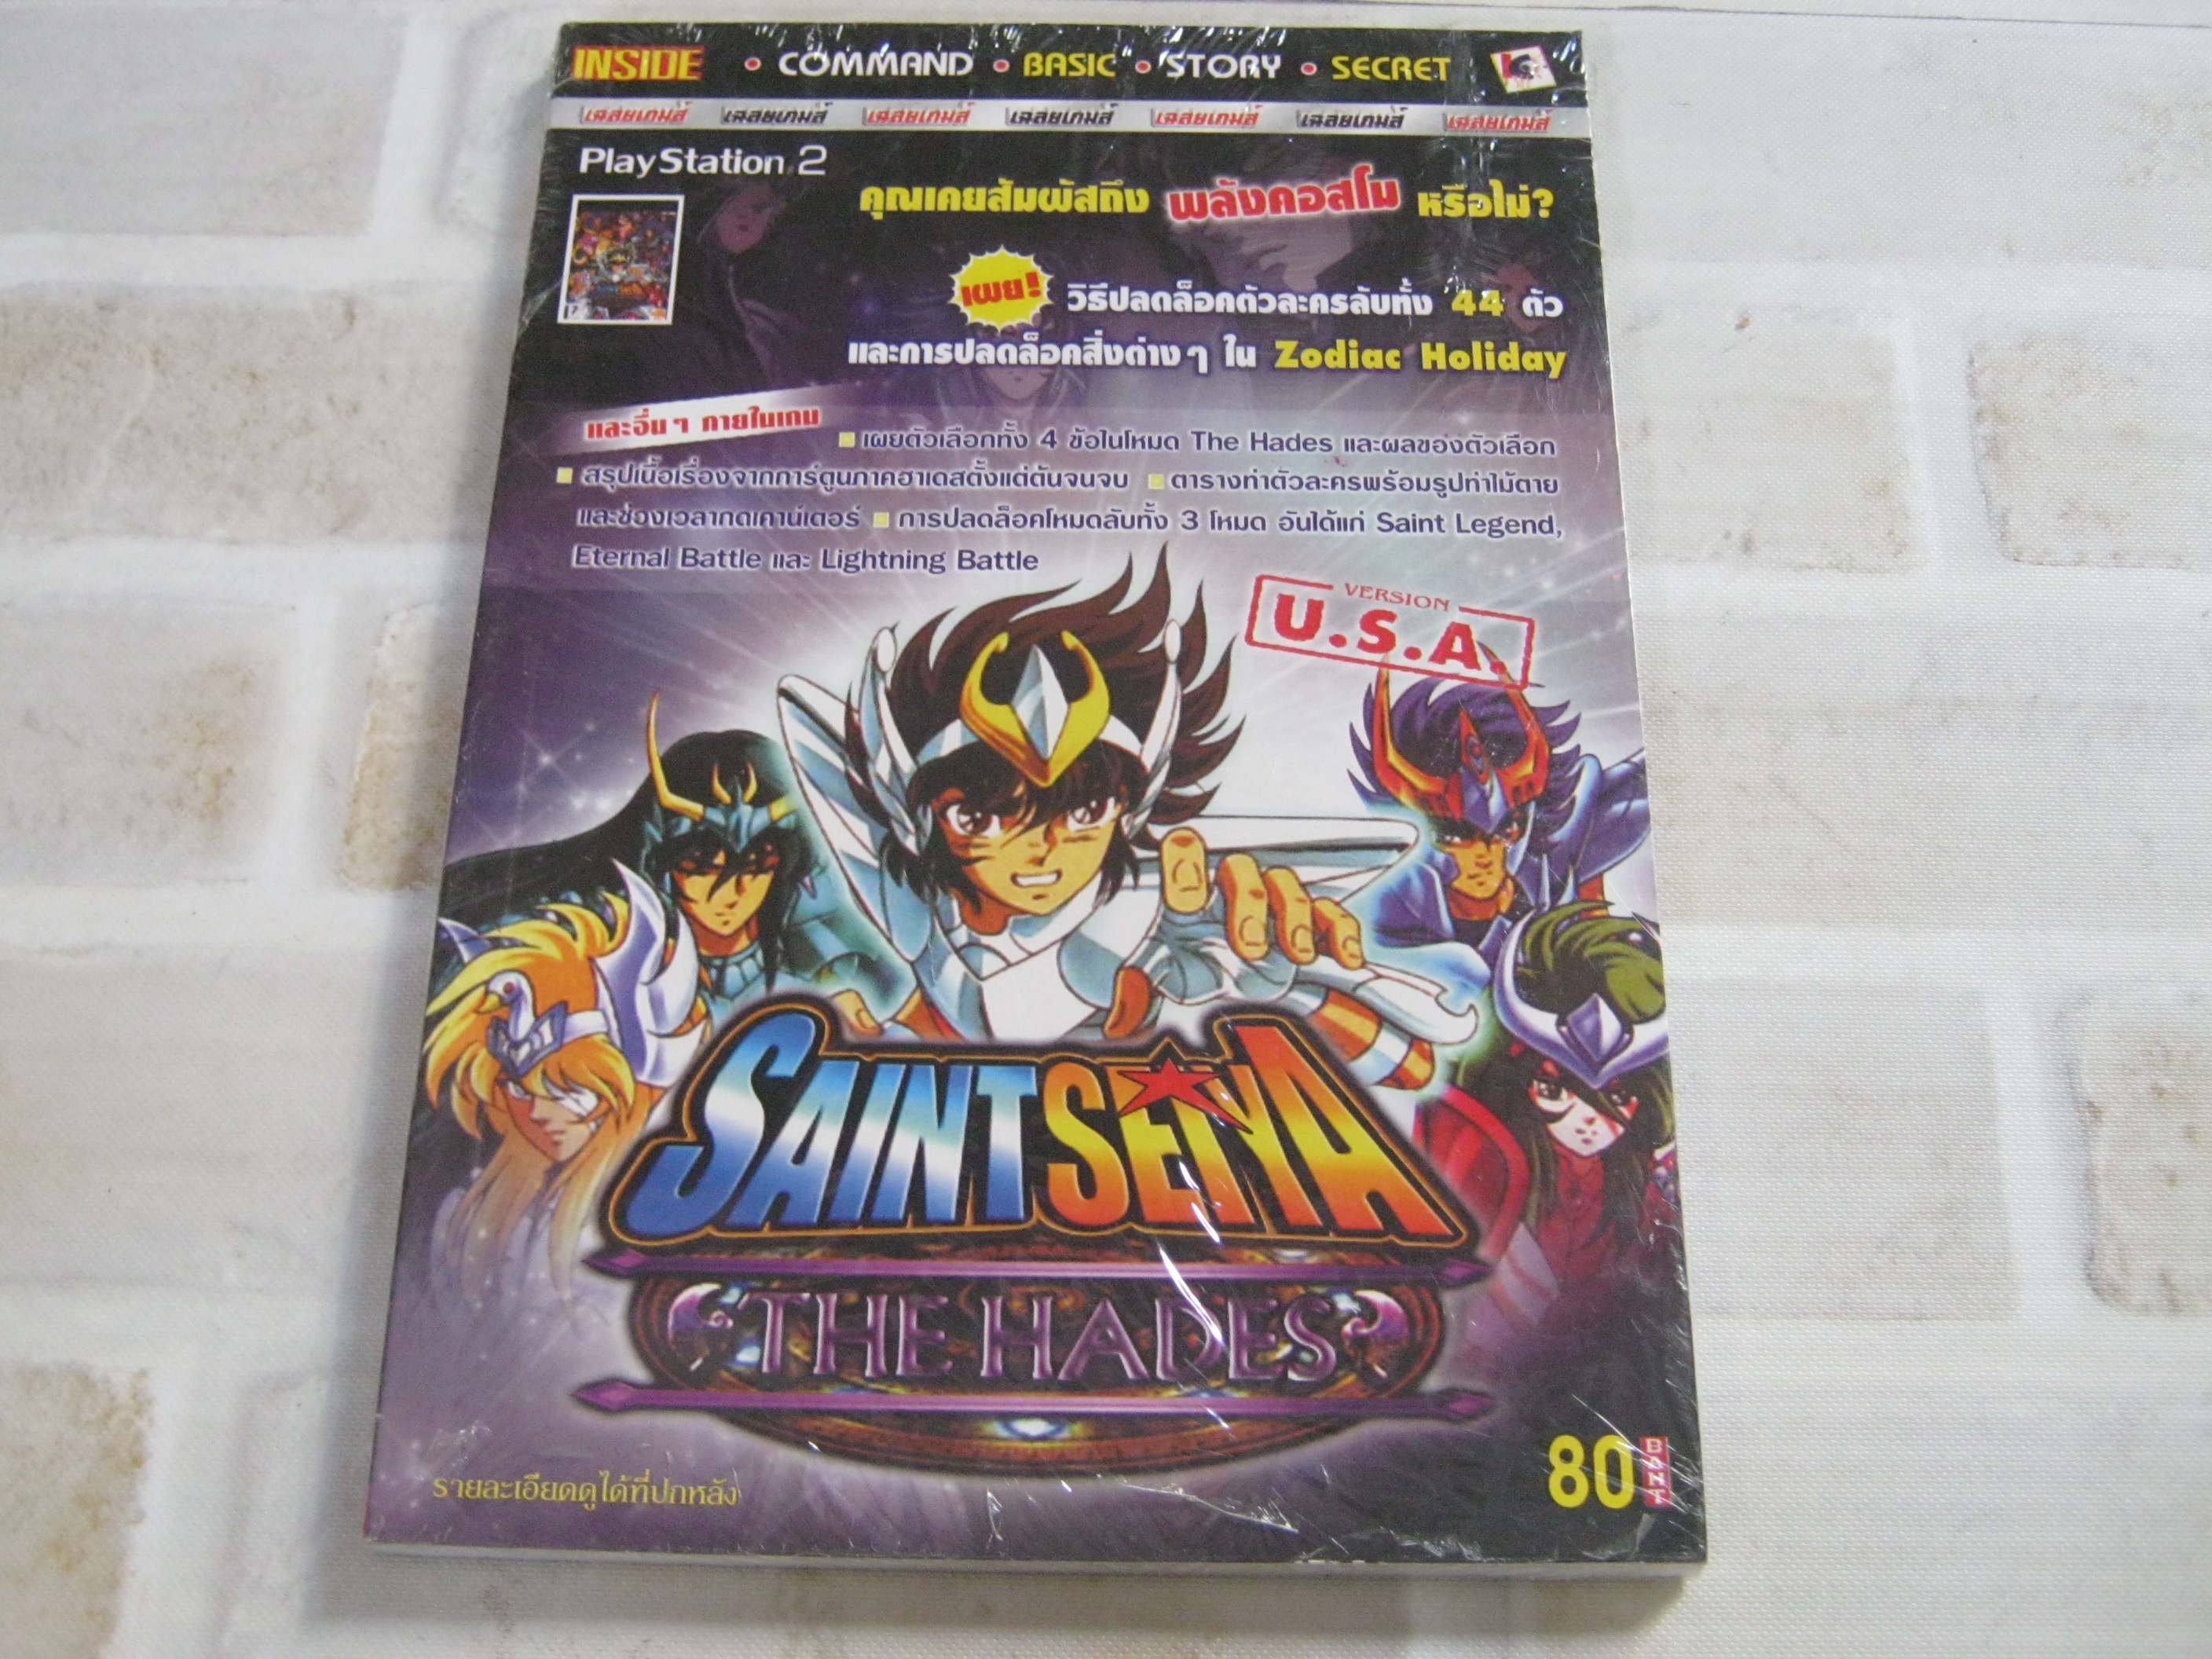 INSIDE • COMMAND • BASIC • STORY • SECRET
เฉลยเกมส์ เฉลยเกมส์ เฉลยเกมส์ เฉลยเกมส์ เฉลยเกมส์ เฉลยเกมส์ เฉลยเกมส์
PlayStation 2
คุณเคยสัมผัสถึง พลังคอสโม หรือไม่?
เผย! วิธีปลดล็อคตัวละครลับทั้ง 44 ตัว
และการปลดล็อคสิ่งต่างๆ ใน Zodiac Holiday
และอื่นๆ ภายในเกม
เผยตัวเลือกทั้ง 4 ข้อในโหมด The Hades และผลของตัวเลือก
สรุปเนื้อเรื่องจากการ์ตูนภาคฮาเดสตั้งแต่ต้นจนจบ ตารางท่าตัวละครพร้อมรูปท่าไม้ตาย
และช่วงเวลากดเคาน์เตอร์ การปลดล็อคโหมดลับทั้ง 3 โหมด อันได้แก่ Saint Legend,
Eternal Battle และ Lightning Battle
VERSION
U.S.A.
SAINT SEIYA
THE HADES
80 BAHT
รายละเอียดดูได้ที่ปกหลัง